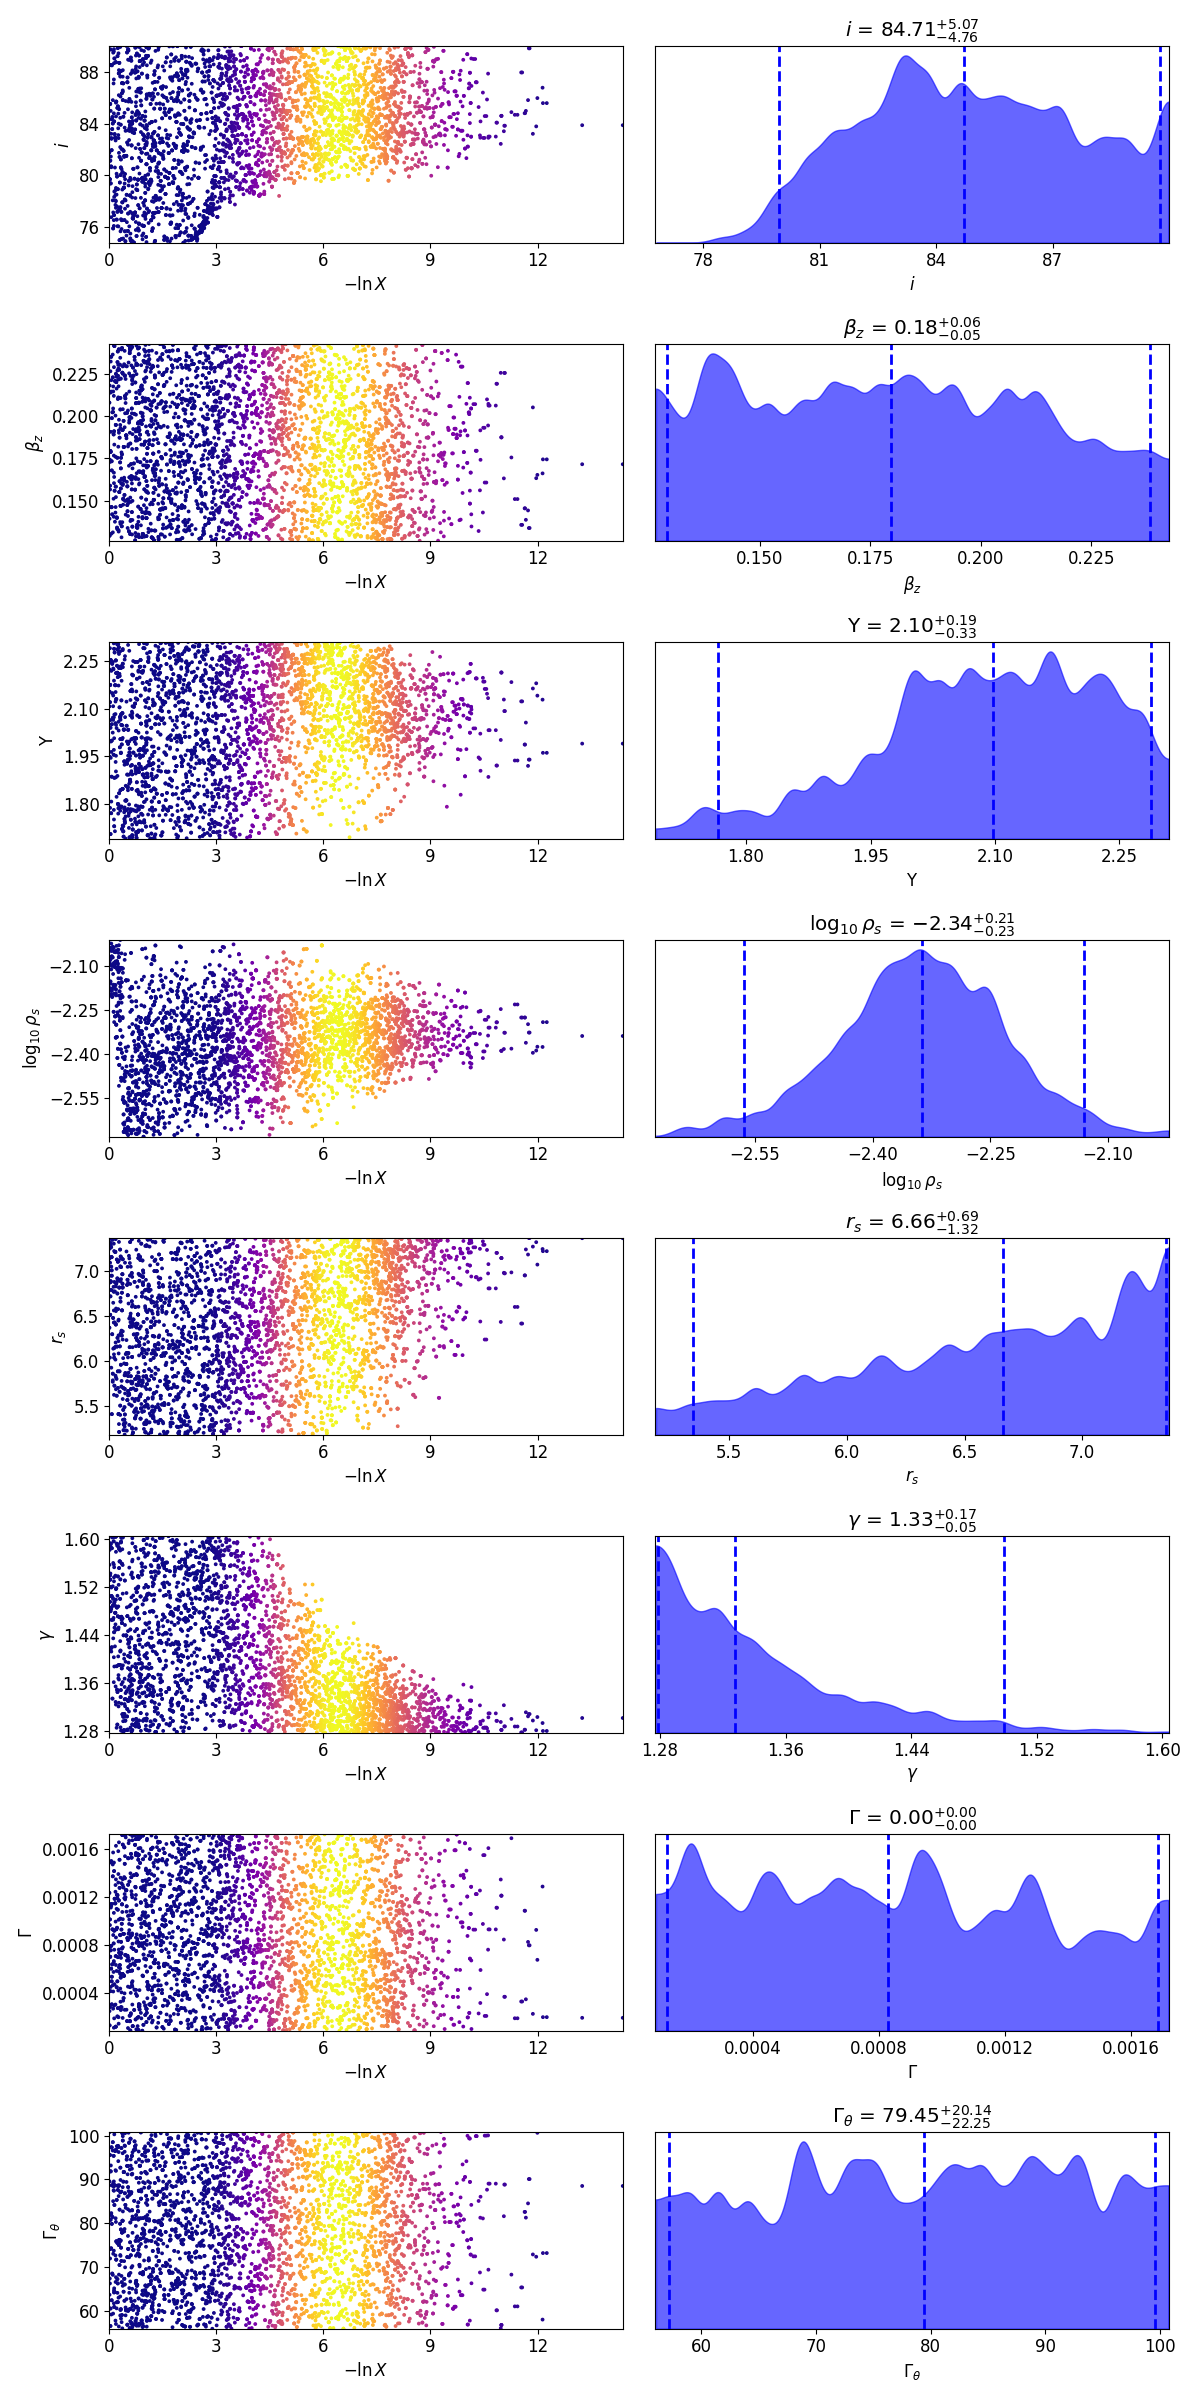 i = 84.71 +5.07 −4.76
88
84
80
76
i
0 3 6 9 12
78 81 84 87
−ln X
i
β_z = 0.18 +0.06 −0.05
0.225
0.200
0.175
0.150
β_z
0 3 6 9 12
0.150 0.175 0.200 0.225
−ln X
β_z
Υ = 2.10 +0.19 −0.33
2.25
2.10
1.95
1.80
Υ
0 3 6 9 12
1.80 1.95 2.10 2.25
−ln X
Υ
log₁₀ ρ_s = −2.34 +0.21 −0.23
−2.10
−2.25
−2.40
−2.55
log₁₀ ρ_s
0 3 6 9 12
−2.55 −2.40 −2.25 −2.10
−ln X
log₁₀ ρ_s
r_s = 6.66 +0.69 −1.32
7.0
6.5
6.0
5.5
r_s
0 3 6 9 12
5.5 6.0 6.5 7.0
−ln X
r_s
γ = 1.33 +0.17 −0.05
1.60
1.52
1.44
1.36
1.28
γ
0 3 6 9 12
1.28 1.36 1.44 1.52 1.60
−ln X
γ
Γ = 0.00 +0.00 −0.00
0.0016
0.0012
0.0008
0.0004
Γ
0 3 6 9 12
0.0004 0.0008 0.0012 0.0016
−ln X
Γ
Γ_θ = 79.45 +20.14 −22.25
100
90
80
70
60
Γ_θ
0 3 6 9 12
60 70 80 90 100
−ln X
Γ_θ